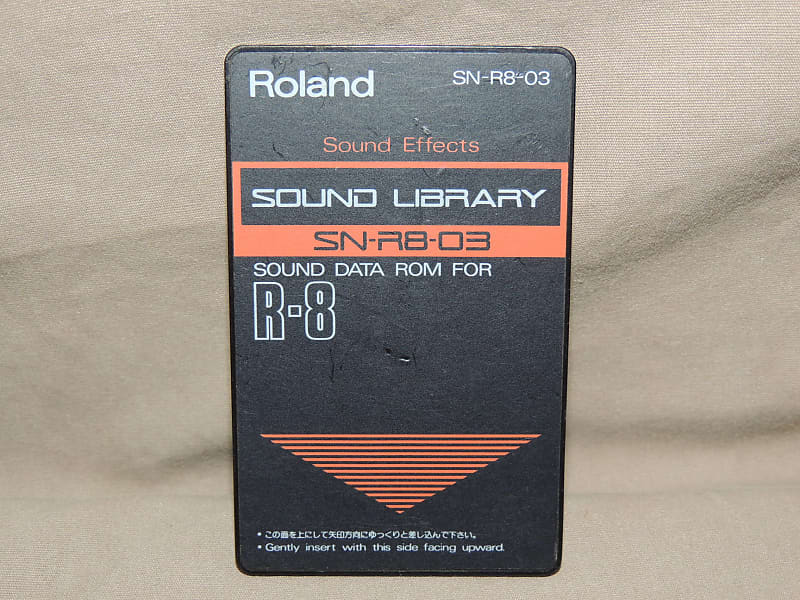 Roland SN-R8-03
Sound Effects
SOUND LIBRARY
SN-R8-03
SOUND DATA ROM FOR
R-8
• この面を上にして矢印方向にゆっくりと差し込んで下さい。
• Gently insert with this side facing upward.